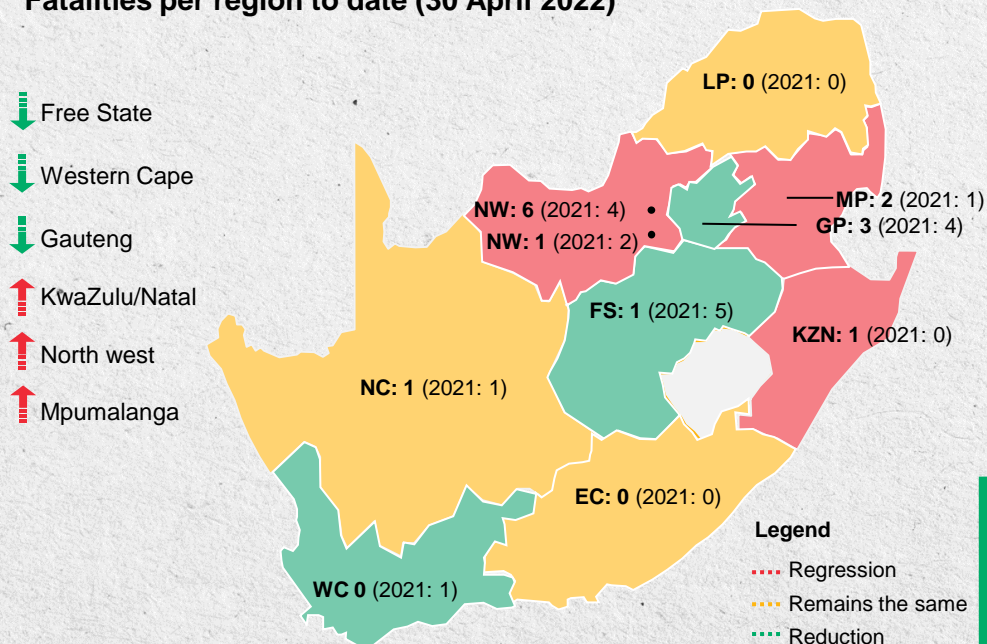 Fatalities per region to date (30 April 2022)
Free State
Western Cape
Gauteng
KwaZulu/Natal
North west
Mpumalanga
LP: 0 (2021: 0)
MP: 2 (2021: 1)
NW: 6 (2021: 4)
GP: 3 (2021: 4)
NW: 1 (2021: 2)
FS: 1 (2021: 5)
KZN: 1 (2021: 0)
NC: 1 (2021: 1)
EC: 0 (2021: 0)
WC 0 (2021: 1)
Legend
Regression
Remains the same
Reduction